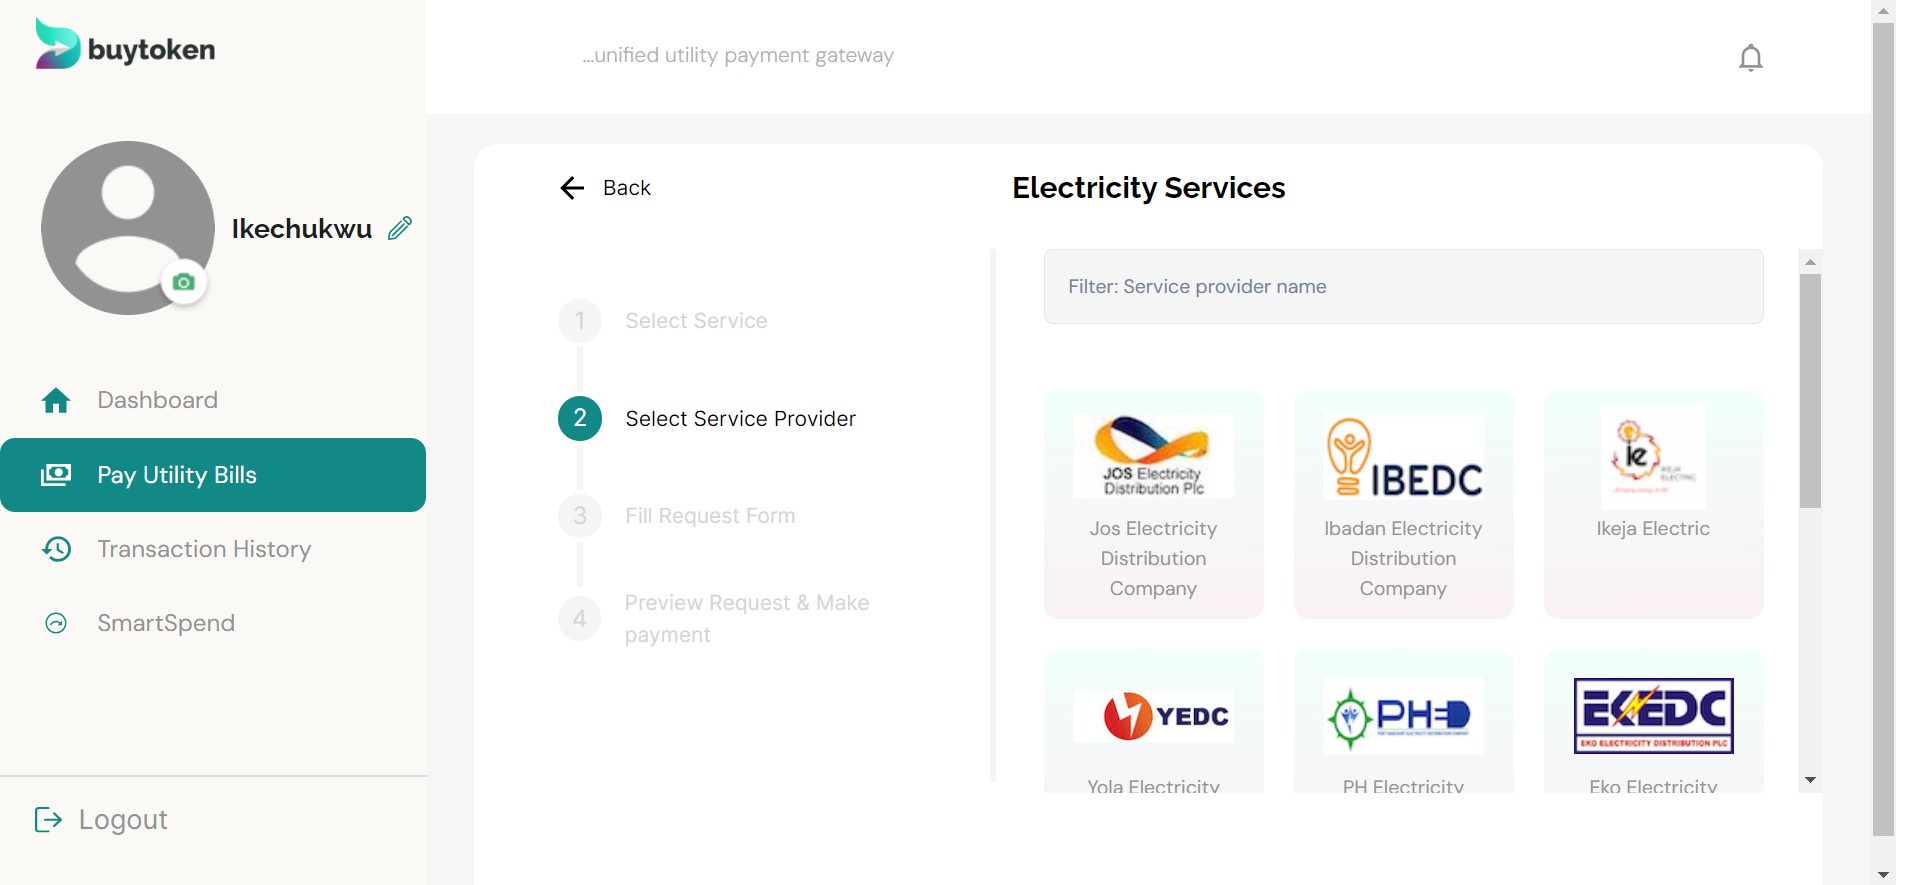 buytoken
...unified utility payment gateway
Ikechukwu
Dashboard
Pay Utility Bills
Transaction History
SmartSpend
Logout
Back
Electricity Services
1 Select Service
2 Select Service Provider
3 Fill Request Form
4 Preview Request & Make
payment
Filter: Service provider name
JOS Electricity
Distribution Plc
Jos Electricity
Distribution
Company
IBEDC
Ibadan Electricity
Distribution
Company
ie
IKEJA
ELECTRIC
Ikeja Electric
YEDC
Yola Electricity
PHED
PH Electricity
EKEDC
EKO ELECTRICITY DISTRIBUTION PLC
Eko Electricity